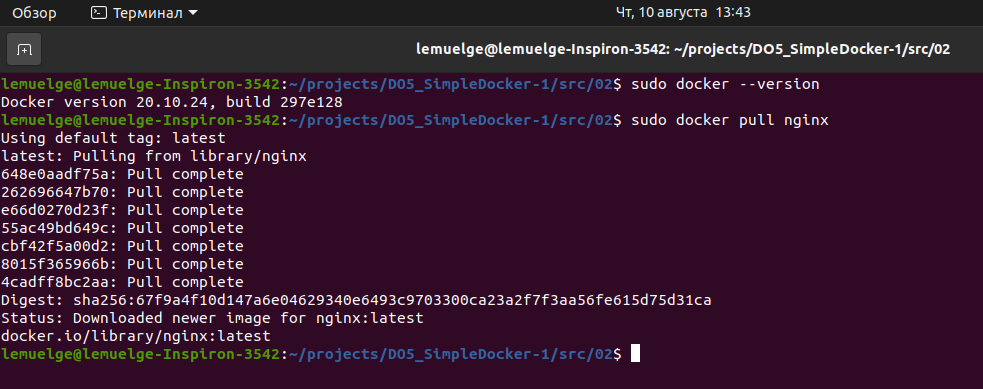 Обзор Терминал Чт, 10 августа 13:43
lemuelge@lemuelge-Inspiron-3542: ~/projects/DO5_SimpleDocker-1/src/02
lemuelge@lemuelge-Inspiron-3542:~/projects/DO5_SimpleDocker-1/src/02$ sudo docker --version
Docker version 20.10.24, build 297e128
lemuelge@lemuelge-Inspiron-3542:~/projects/DO5_SimpleDocker-1/src/02$ sudo docker pull nginx
Using default tag: latest
latest: Pulling from library/nginx
648e0aadf75a: Pull complete
262696647b70: Pull complete
e66d0270d23f: Pull complete
55ac49bd649c: Pull complete
cbf42f5a00d2: Pull complete
8015f365966b: Pull complete
4cadff8bc2aa: Pull complete
Digest: sha256:67f9a4f10d147a6e04629340e6493c9703300ca23a2f7f3aa56fe615d75d31ca
Status: Downloaded newer image for nginx:latest
docker.io/library/nginx:latest
lemuelge@lemuelge-Inspiron-3542:~/projects/DO5_SimpleDocker-1/src/02$